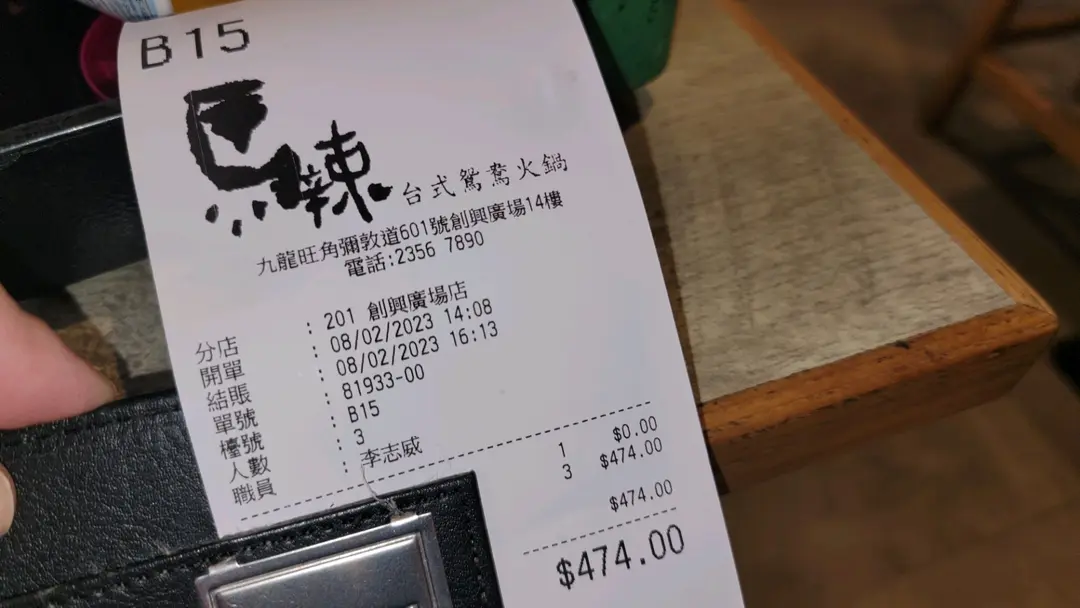 B15
馬辣 台式鴛鴦火鍋
九龍旺角彌敦道601號創興廣場14樓
電話:2356 7890
分店 : 201 創興廣場店
開單 : 08/02/2023 14:08
結賬 : 08/02/2023 16:13
單號 : 81933-00
檯號 : B15
人數 : 3
職員 : 李志威
1 $0.00
3 $474.00
$474.00
$474.00